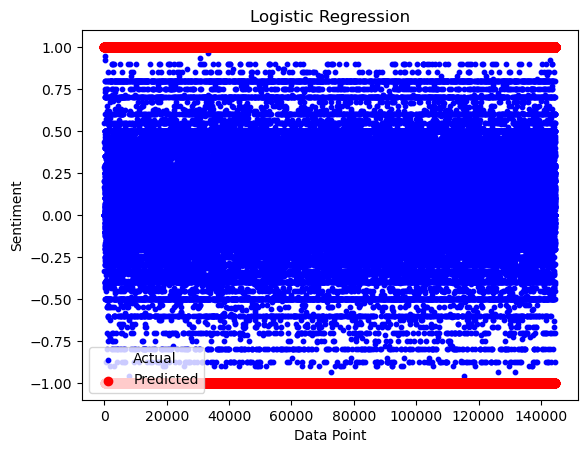 Logistic Regression
1.00
0.75
0.50
0.25
0.00
−0.25
−0.50
−0.75
−1.00
Sentiment
Actual
Predicted
0 20000 40000 60000 80000 100000 120000 140000
Data Point